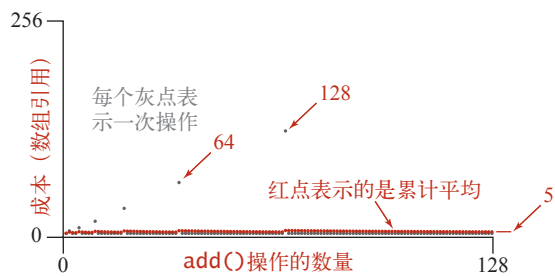 256
每个灰点表
示一次操作
128
64
成本（数组引用）
红点表示的是累计平均
5
0
0
add()操作的数量
128